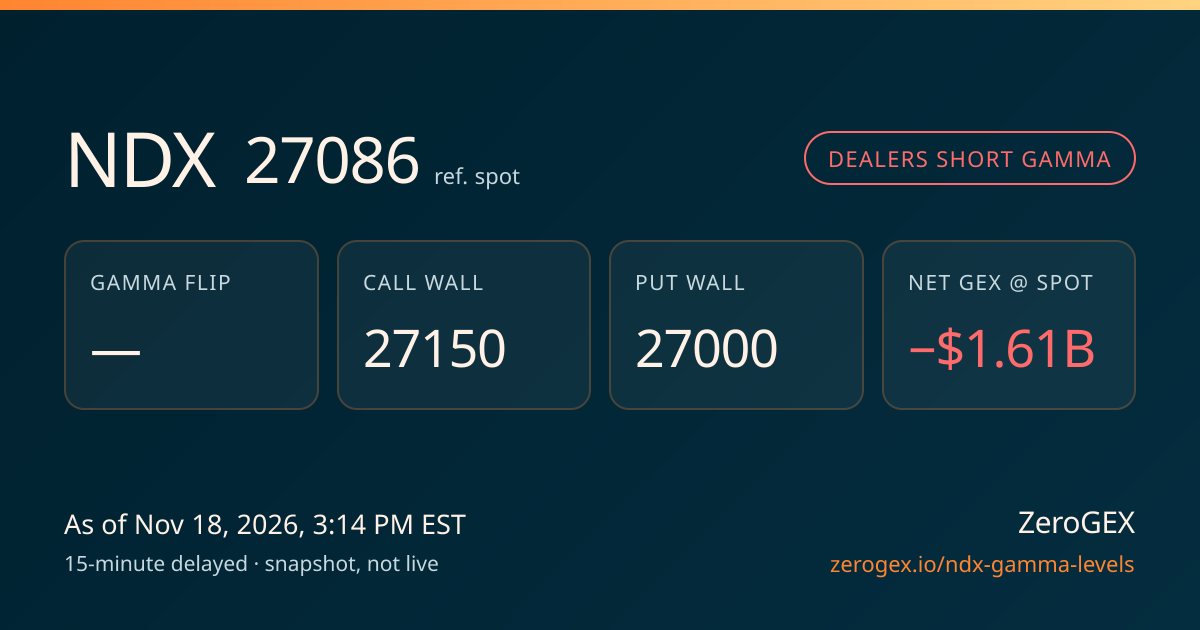 NDX 27086 ref. spot
DEALERS SHORT GAMMA
GAMMA FLIP
—
CALL WALL
27150
PUT WALL
27000
NET GEX @ SPOT
−$1.61B
As of Nov 18, 2026, 3:14 PM EST
15-minute delayed · snapshot, not live
ZeroGEX
zerogex.io/ndx-gamma-levels